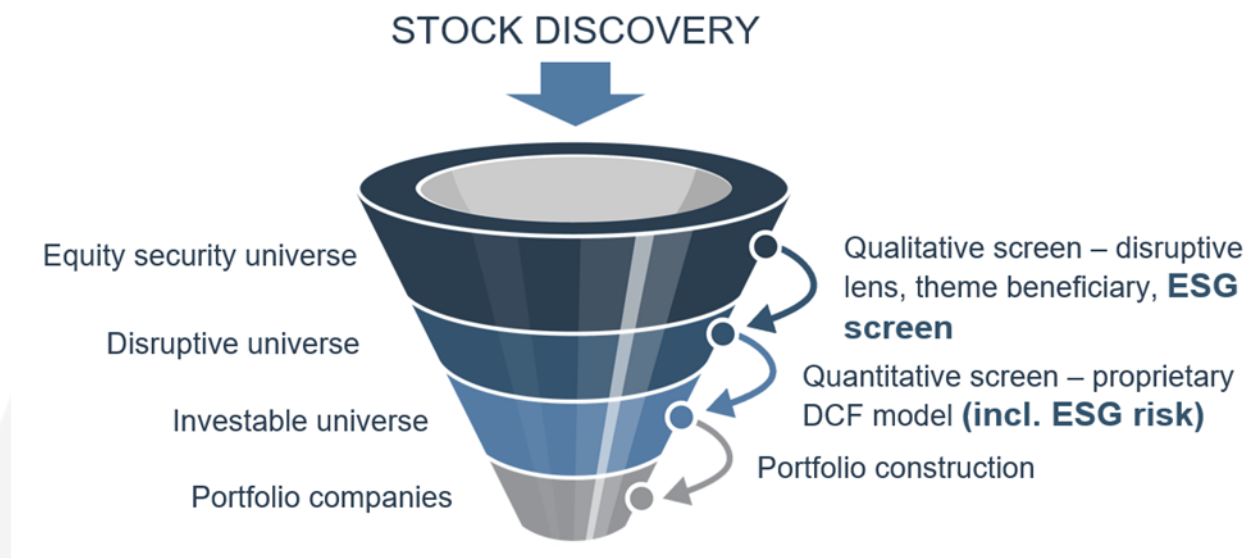 STOCK DISCOVERY
Equity security universe
Qualitative screen – disruptive
lens, theme beneficiary, ESG
screen
Disruptive universe
Quantitative screen – proprietary
DCF model (incl. ESG risk)
Investable universe
Portfolio construction
Portfolio companies